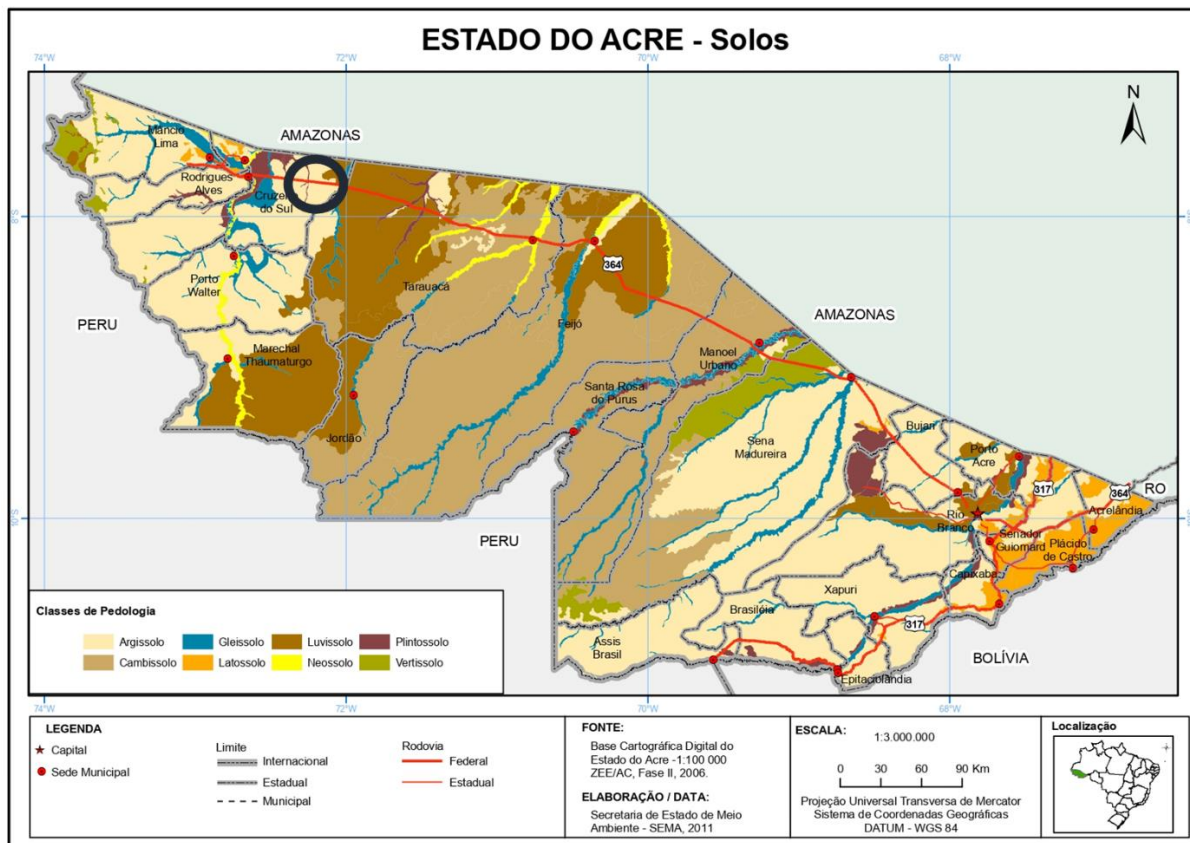 ESTADO DO ACRE - Solos
74°W
72°W
70°W
68°W
N
AMAZONAS
Mâncio
Lima
Rodrigues
Alves
Cruzeiro
do Sul
8°S
Porto
Walter
Tarauacá
364
PERU
Feijó
AMAZONAS
Marechal
Thaumaturgo
Manoel
Urbano
Santa Rosa
do Purus
Jordão
Bujari
Sena
Madureira
Porto
Acre
317
364
RO
Rio
Branco
Acrelândia
Senador
Guiomard
Plácido
de Castro
PERU
Capixaba
Xapuri
Brasiléia
317
Assis
Brasil
BOLÍVIA
Epitaciolândia
Classes de Pedologia
Argissolo
Gleissolo
Luvissolo
Plintossolo
Cambissolo
Latossolo
Neossolo
Vertissolo
74°W
72°W
70°W
68°W
LEGENDA
Capital
Sede Municipal
Limite
Internacional
Estadual
Municipal
Rodovia
Federal
Estadual
FONTE:
Base Cartográfica Digital do
Estado do Acre -1:100 000
ZEE/AC, Fase II, 2006.
ELABORAÇÃO / DATA:
Secretaria de Estado de Meio
Ambiente - SEMA, 2011
ESCALA:
1:3.000.000
0 30 60 90 Km
Projeção Universal Transversa de Mercator
Sistema de Coordenadas Geográficas
DATUM - WGS 84
Localização